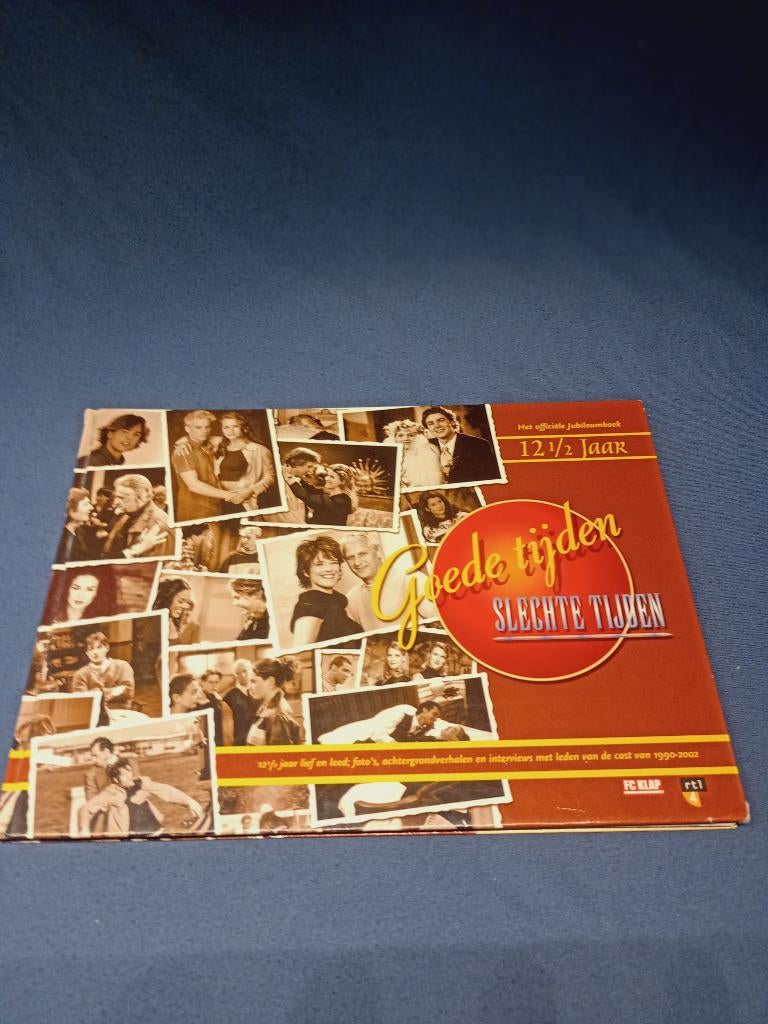 Het officiële Jubileumboek
12 1/2 Jaar
Goede tijden
SLECHTE TIJDEN
12 1/2 jaar lief en leed; foto's, achtergrondverhalen en interviews met leden van de cast van 1990-2002
FC KLAP
rtl
4